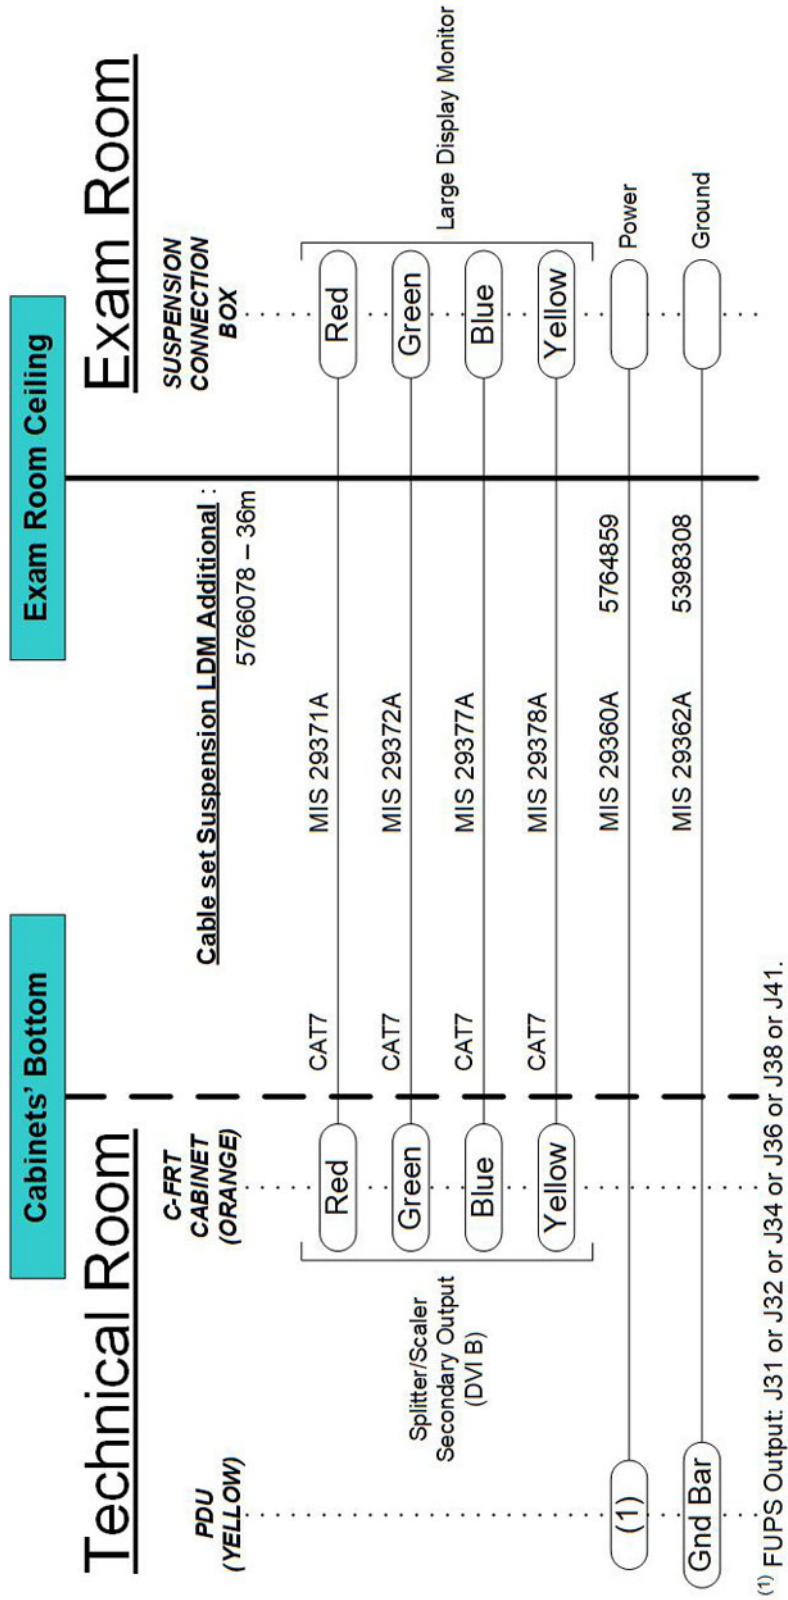 Cabinets’ Bottom
Exam Room Ceiling
Technical Room
Exam Room
PDU
(YELLOW)
C-FRT
CABINET
(ORANGE)
Cable set Suspension LDM Additional :
5766078 – 36m
SUSPENSION
CONNECTION
BOX
Splitter/Scaler
Secondary Output
(DVI B)
Red
CAT7
MIS 29371A
Red
Green
CAT7
MIS 29372A
Green
Blue
CAT7
MIS 29377A
Blue
Yellow
CAT7
MIS 29378A
Yellow
Large Display Monitor
(1)
MIS 29360A
5764859
Power
Gnd Bar
MIS 29362A
5398308
Ground
(1) FUPS Output: J31 or J32 or J34 or J36 or J38 or J41.